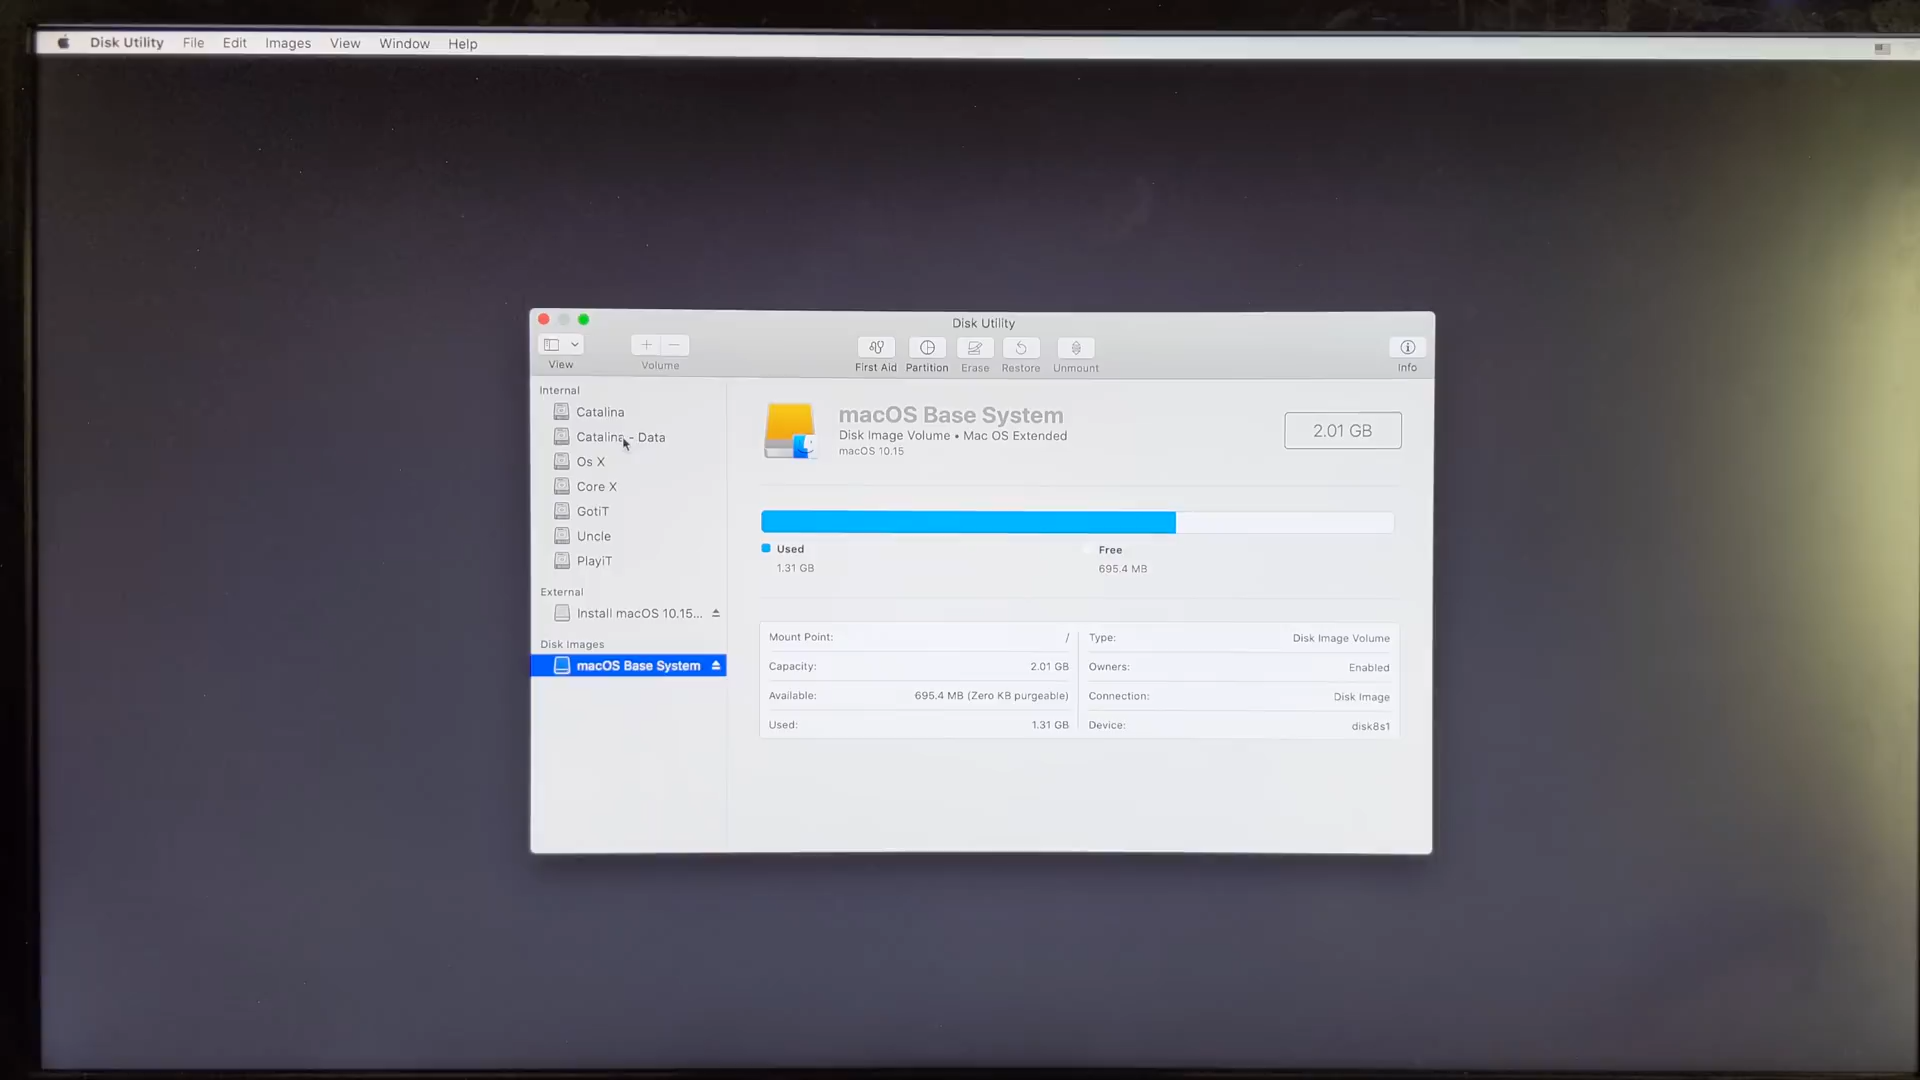 Disk Utility File Edit Images View Window Help
Disk Utility
View
Volume
First Aid Partition Erase Restore Unmount
Info
Internal
Catalina
Catalina - Data
Os X
Core X
GotiT
Uncle
PlayiT
External
Install macOS 10.15...
Disk Images
macOS Base System
macOS Base System
Disk Image Volume • Mac OS Extended
macOS 10.15
2.01 GB
Used
1.31 GB
Free
695.4 MB
Mount Point: /
Capacity: 2.01 GB
Available: 695.4 MB (Zero KB purgeable)
Used: 1.31 GB
Type: Disk Image Volume
Owners: Enabled
Connection: Disk Image
Device: disk8s1